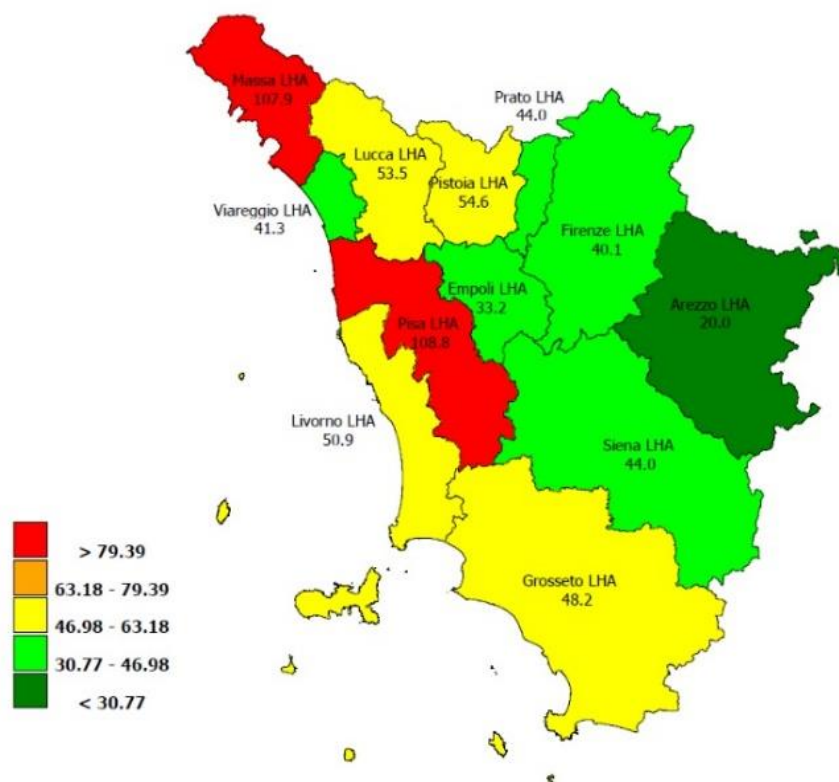 Massa LHA
107.9
Prato LHA
44.0
Lucca LHA
53.5
Pistoia LHA
54.6
Viareggio LHA
41.3
Firenze LHA
40.1
Empoli LHA
33.2
Arezzo LHA
20.0
Pisa LHA
108.8
Livorno LHA
50.9
Siena LHA
44.0
Grosseto LHA
48.2
> 79.39
63.18 - 79.39
46.98 - 63.18
30.77 - 46.98
< 30.77